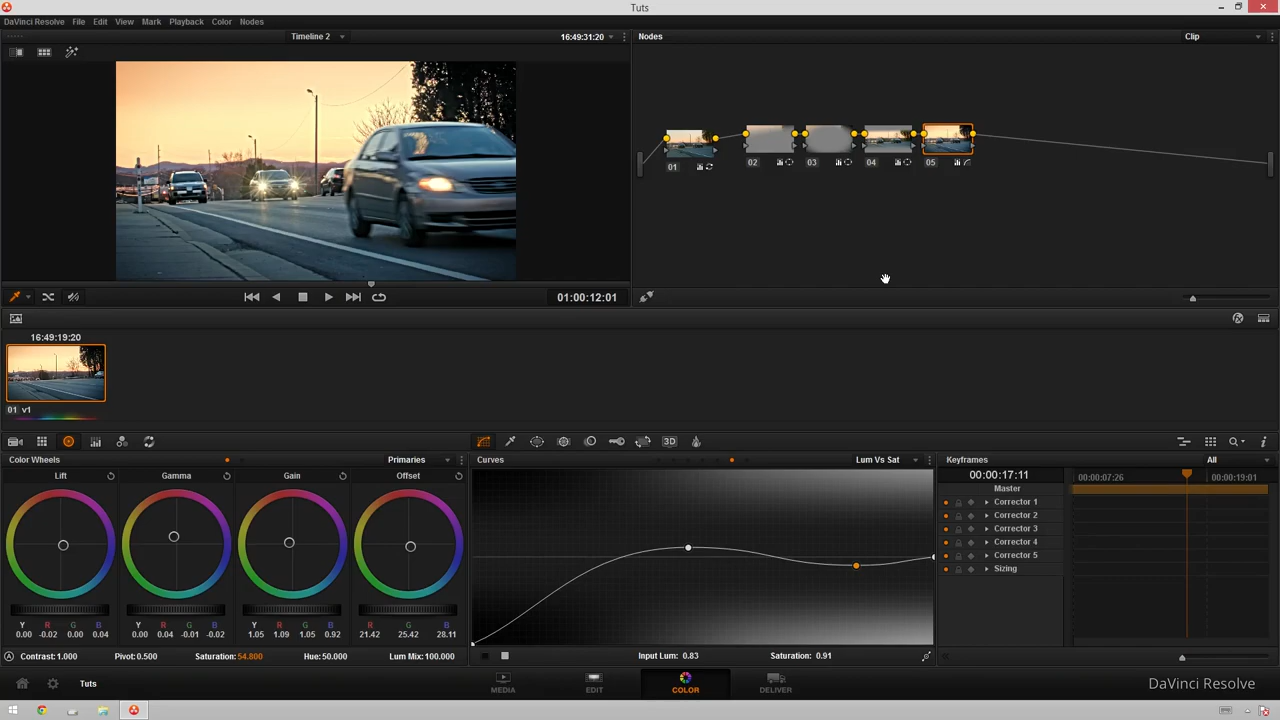 Tuts
DaVinci Resolve File Edit View Mark Playback Color Nodes
Timeline 2 16:49:31:20 Nodes Clip
01 02 03 04 05
01:00:12:01
16:49:19:20
01 v1
3D
Color Wheels Primaries Curves Lum Vs Sat Keyframes All
Lift Gamma Gain Offset 00:00:17:11 00:00:07:26 00:00:19:01
Master
Corrector 1
Corrector 2
Corrector 3
Corrector 4
Corrector 5
Sizing
Y R G B Y R G B Y R G B R G B
0.00 -0.02 0.00 0.04 0.00 0.04 -0.01 -0.02 1.05 1.09 1.05 0.92 21.42 25.42 28.11
A Contrast:1.000 Pivot:0.500 Saturation:54.800 Hue:50.000 Lum Mix:100.000 Input Lum: 0.83 Saturation: 0.91
Tuts MEDIA EDIT COLOR DELIVER DaVinci Resolve